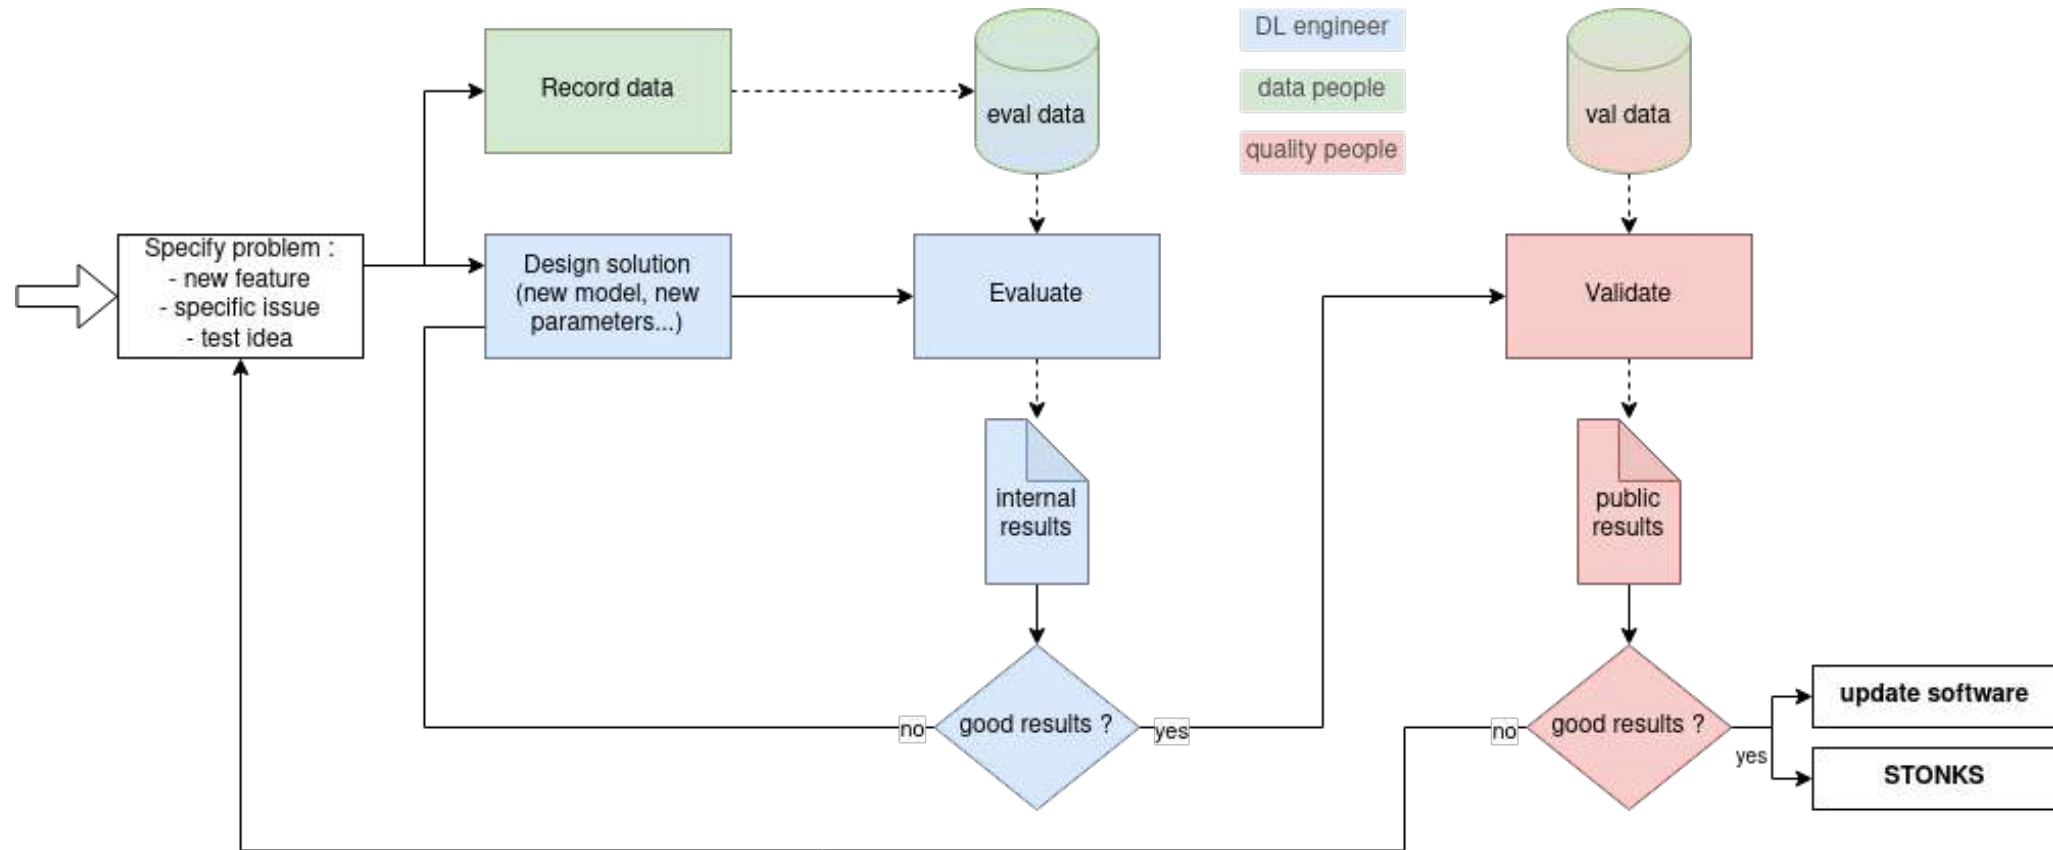 DL engineer
data people
quality people
Record data
eval data
val data
Specify problem :
- new feature
- specific issue
- test idea
Design solution
(new model, new
parameters...)
Evaluate
Validate
internal
results
public
results
good results ?
no
yes
good results ?
no
yes
update software
STONKS